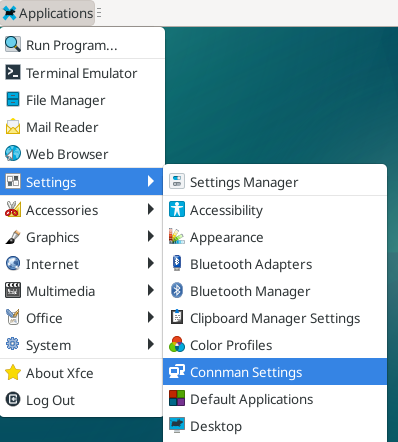 Applications
Run Program...
Terminal Emulator
File Manager
Mail Reader
Web Browser
Settings
Accessories
Graphics
Internet
Multimedia
Office
System
About Xfce
Log Out
Settings Manager
Accessibility
Appearance
Bluetooth Adapters
Bluetooth Manager
Clipboard Manager Settings
Color Profiles
Connman Settings
Default Applications
Desktop